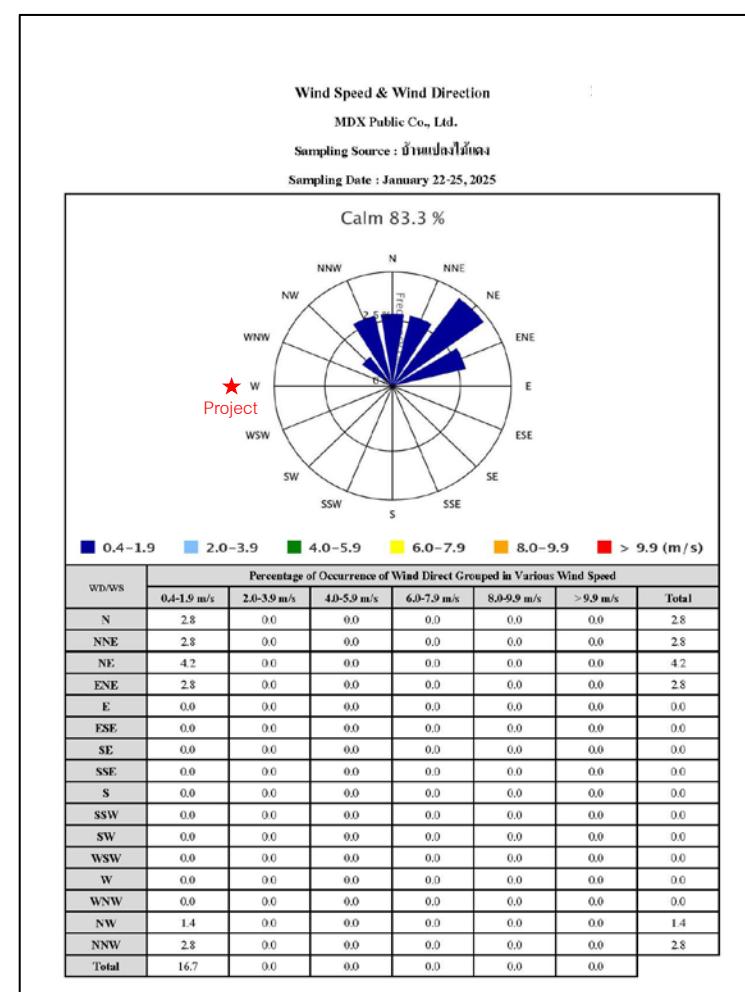 Wind Speed & Wind Direction
MDX Public Co., Ltd.
Sampling Source : บ้านแปลงไม้แดง
Sampling Date : January 22-25, 2025
Calm 83.3 %
N
NNW
NNE
NW
NE
WNW
ENE
W
E
Project
WSW
ESE
SW
SE
SSW
SSE
S
0.4-1.9 2.0-3.9 4.0-5.9 6.0-7.9 8.0-9.9 > 9.9 (m/s)
WD/WS Percentage of Occurrence of Wind Direct Grouped in Various Wind Speed
0.4-1.9 m/s 2.0-3.9 m/s 4.0-5.9 m/s 6.0-7.9 m/s 8.0-9.9 m/s >9.9 m/s Total
N 2.8 0.0 0.0 0.0 0.0 0.0 2.8
NNE 2.8 0.0 0.0 0.0 0.0 0.0 2.8
NE 4.2 0.0 0.0 0.0 0.0 0.0 4.2
ENE 2.8 0.0 0.0 0.0 0.0 0.0 2.8
E 0.0 0.0 0.0 0.0 0.0 0.0 0.0
ESE 0.0 0.0 0.0 0.0 0.0 0.0 0.0
SE 0.0 0.0 0.0 0.0 0.0 0.0 0.0
SSE 0.0 0.0 0.0 0.0 0.0 0.0 0.0
S 0.0 0.0 0.0 0.0 0.0 0.0 0.0
SSW 0.0 0.0 0.0 0.0 0.0 0.0 0.0
SW 0.0 0.0 0.0 0.0 0.0 0.0 0.0
WSW 0.0 0.0 0.0 0.0 0.0 0.0 0.0
W 0.0 0.0 0.0 0.0 0.0 0.0 0.0
WNW 0.0 0.0 0.0 0.0 0.0 0.0 0.0
NW 1.4 0.0 0.0 0.0 0.0 0.0 1.4
NNW 2.8 0.0 0.0 0.0 0.0 0.0 2.8
Total 16.7 0.0 0.0 0.0 0.0 0.0